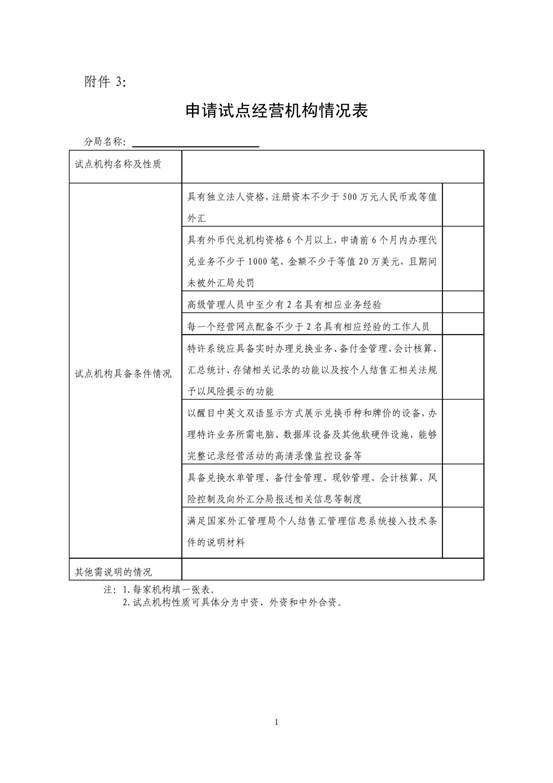 附件 3:
申请试点经营机构情况表
分局名称:
试点机构名称及性质
试点机构具备条件情况
具有独立法人资格,注册资本不少于 500 万元人民币或等值
外汇
具有外币代兑机构资格 6 个月以上,申请前 6 个月内办理代
兑业务不少于 1000 笔、金额不少于等值 20 万美元,且期间
未被外汇局处罚
高级管理人员中至少有 2 名具有相应业务经验
每一个经营网点配备不少于 2 名具有相应经验的工作人员
特许系统应具备实时办理兑换业务、备付金管理、会计核算、
汇总统计、存储相关记录的功能以及按个人结售汇相关法规
予以风险提示的功能
以醒目中英文双语显示方式展示兑换币种和牌价的设备,办
理特许业务所需电脑、数据库设备及其他软硬件设施,能够
完整记录经营活动的高清录像监控设备等
具备兑换水单管理、备付金管理、现钞管理、会计核算、风
险控制及向外汇分局报送相关信息等制度
满足国家外汇管理局个人结售汇管理信息系统接入技术条
件的说明材料
其他需说明的情况
注: 1.每家机构填一张表。
2.试点机构性质可具体分为中资、外资和中外合资。
1